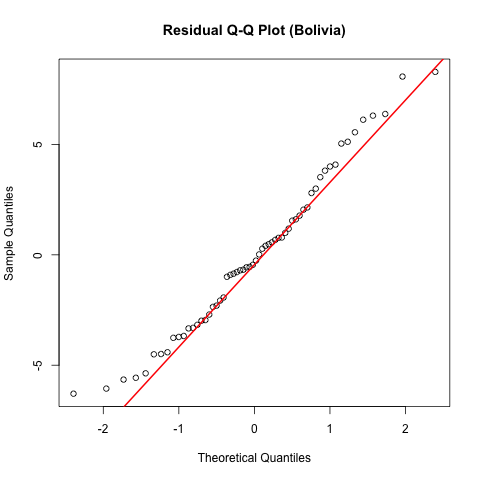 Residual Q-Q Plot (Bolivia)
Sample Quantiles
5
0
-5
-2 -1 0 1 2
Theoretical Quantiles